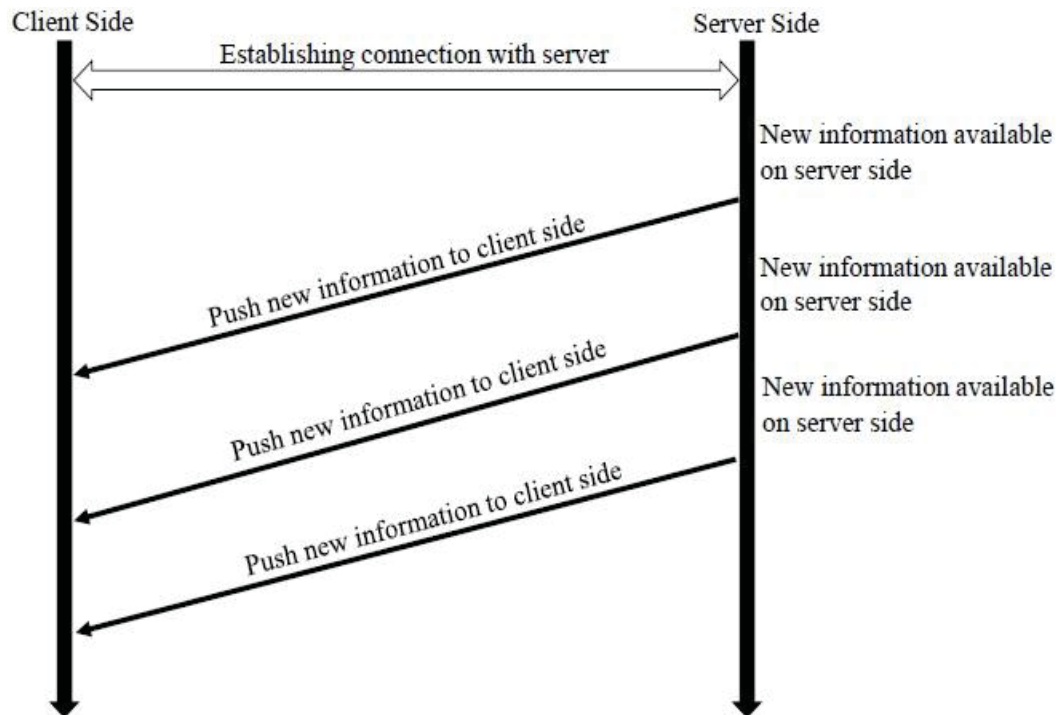 Client Side
Server Side
Establishing connection with server
New information available
on server side
Push new information to client side
New information available
on server side
Push new information to client side
New information available
on server side
Push new information to client side